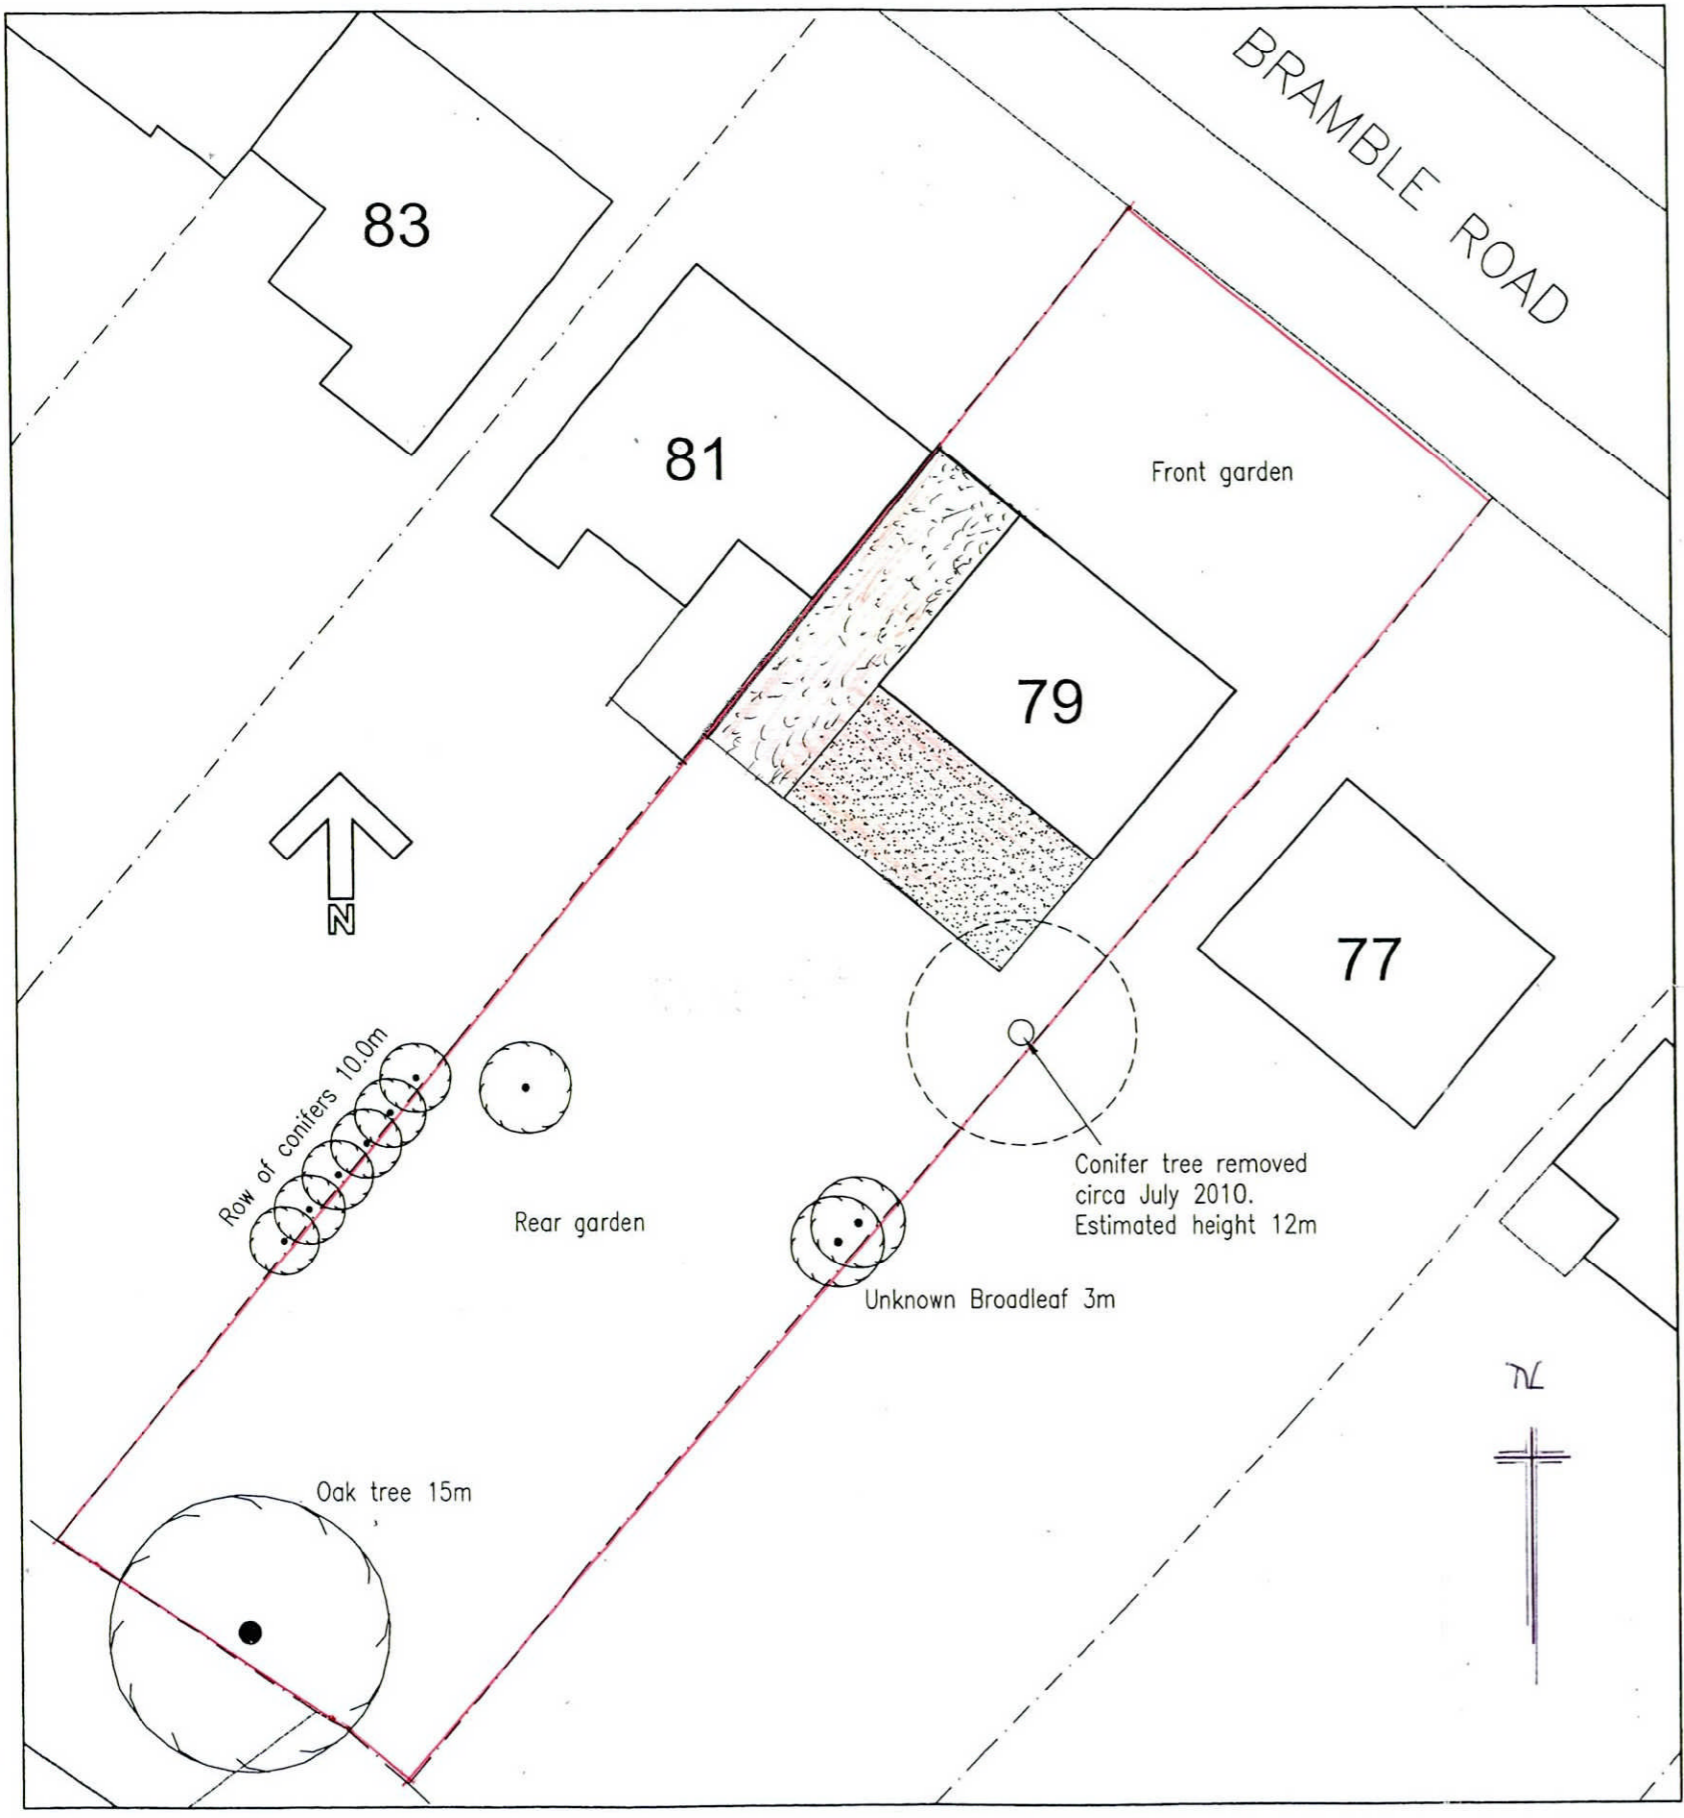 BRAMBLE ROAD
83
81
Front garden
79
N
77
Row of conifers 10.0m
Conifer tree removed
circa July 2010.
Estimated height 12m
Rear garden
Unknown Broadleaf 3m
N
Oak tree 15m